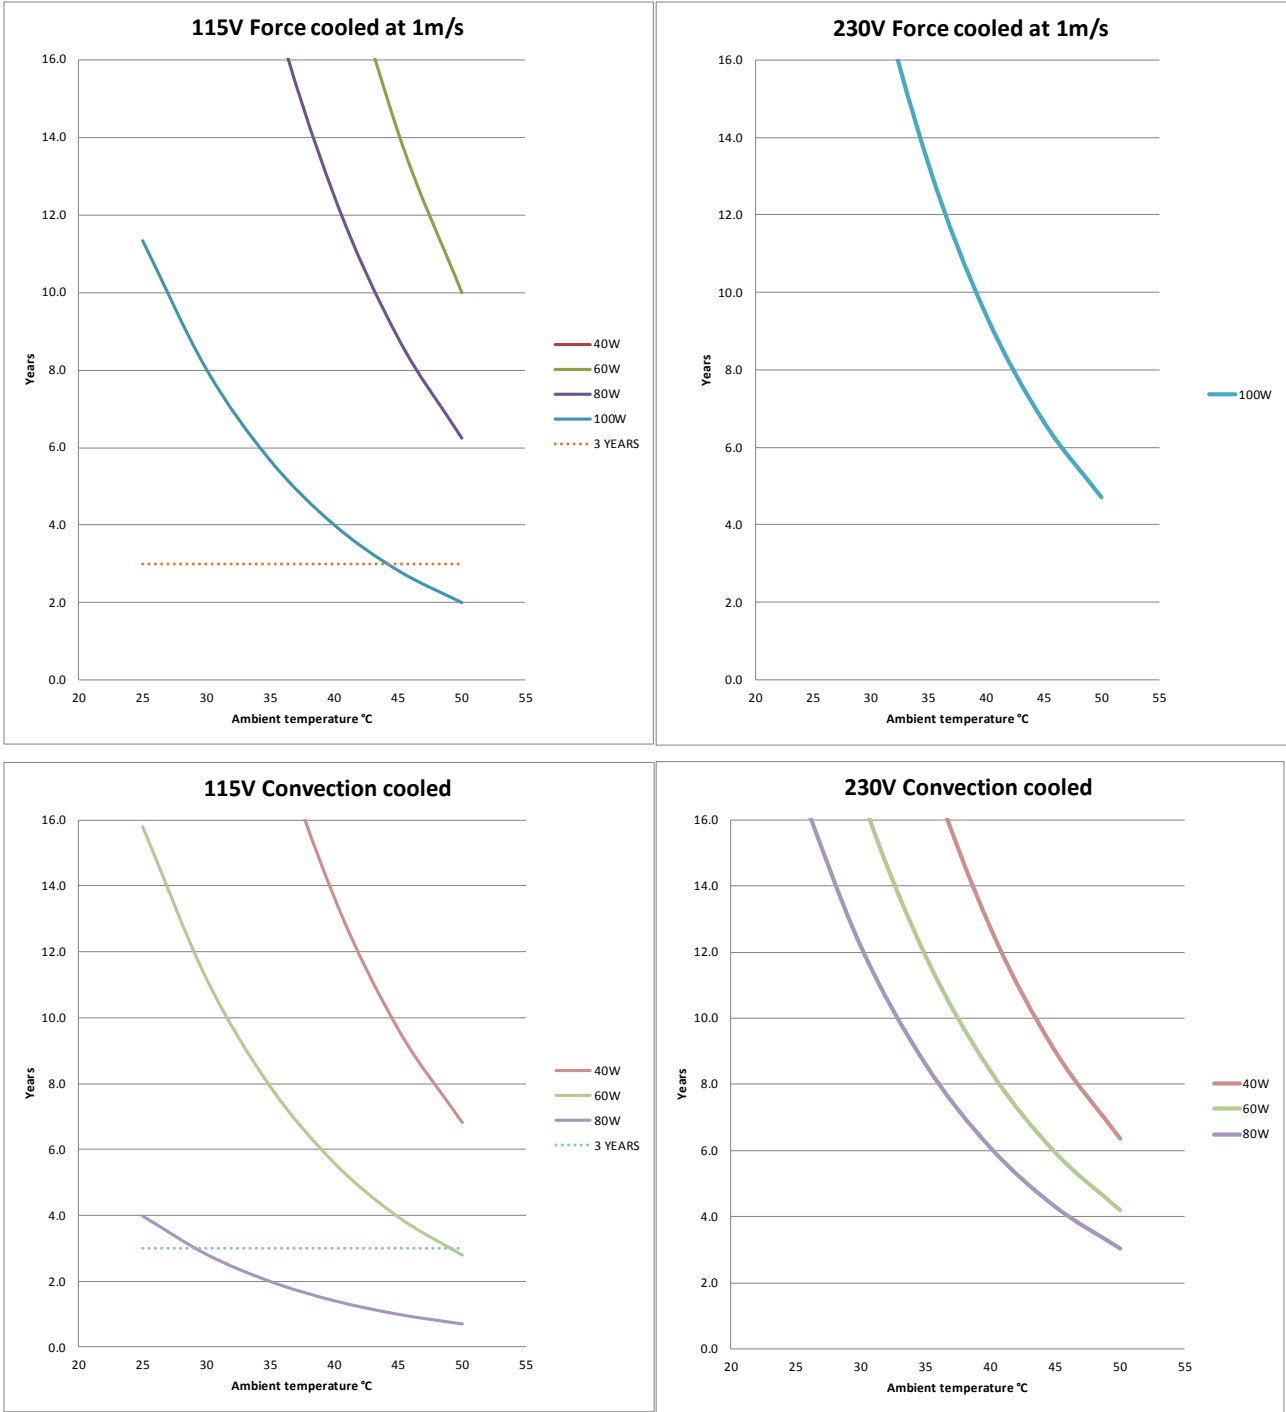 115V Force cooled at 1m/s
16.0
14.0
12.0
10.0
8.0
6.0
4.0
2.0
0.0
Years
20 25 30 35 40 45 50 55
Ambient temperature °C
40W
60W
80W
100W
3 YEARS
230V Force cooled at 1m/s
16.0
14.0
12.0
10.0
8.0
6.0
4.0
2.0
0.0
Years
20 25 30 35 40 45 50 55
Ambient temperature °C
100W
115V Convection cooled
16.0
14.0
12.0
10.0
8.0
6.0
4.0
2.0
0.0
Years
20 25 30 35 40 45 50 55
Ambient temperature °C
40W
60W
80W
3 YEARS
230V Convection cooled
16.0
14.0
12.0
10.0
8.0
6.0
4.0
2.0
0.0
Years
20 25 30 35 40 45 50 55
Ambient temperature °C
40W
60W
80W